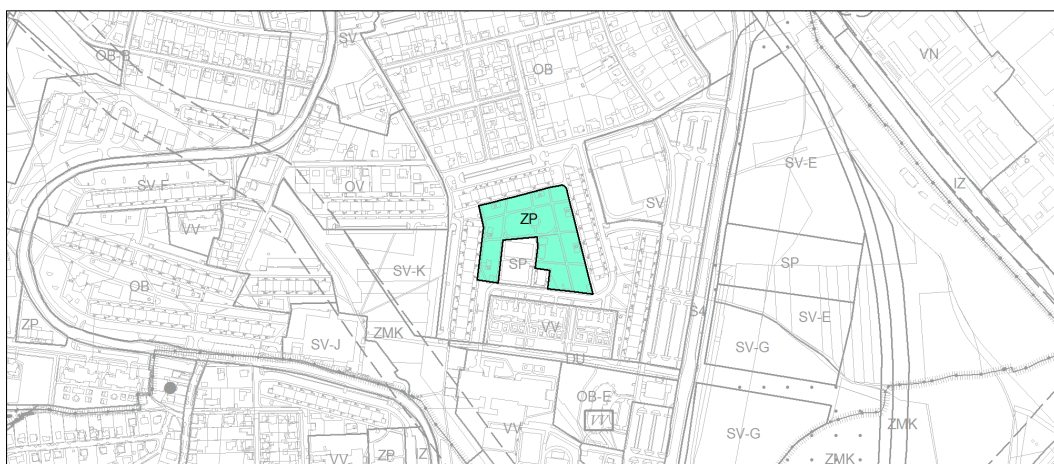 SV
OB-B
OB
VN
SV-E
IZ
SV-F
OV
SV
ZP
VV
SP
SV-K
SP
OB
SV-E
ZP
ZMK
VV
S4
SV-J
SV-G
DU
OB-E
VV
ZMK
VV
SV-G
VV
ZP
IZ
ZMK